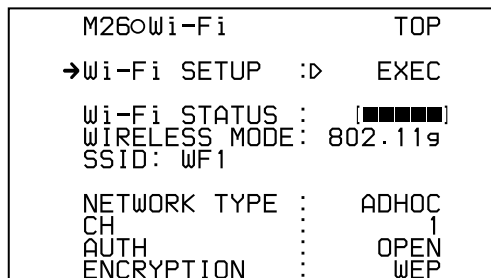 M26○Wi-Fi TOP
➔Wi-Fi SETUP :▷ EXEC
Wi-Fi STATUS : [■■■■■]
WIRELESS MODE: 802.11g
SSID: WF1
NETWORK TYPE : ADHOC
CH : 1
AUTH : OPEN
ENCRYPTION : WEP